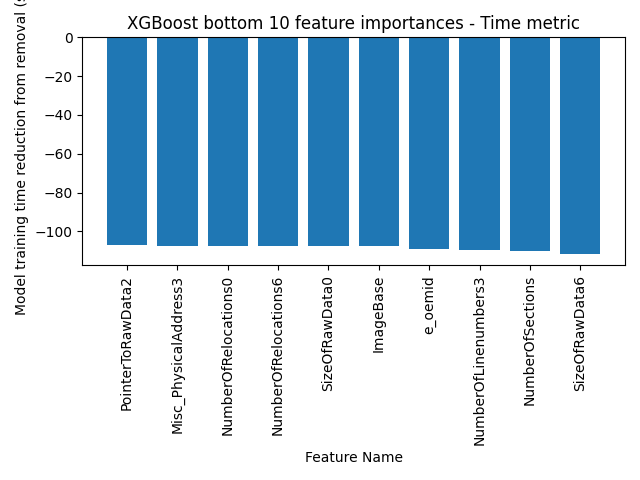 XGBoost bottom 10 feature importances - Time metric
Model training time reduction from removal (s
0
−20
−40
−60
−80
−100
PointerToRawData2
Misc_PhysicalAddress3
NumberOfRelocations0
NumberOfRelocations6
SizeOfRawData0
ImageBase
e_oemid
NumberOfLinenumbers3
NumberOfSections
SizeOfRawData6
Feature Name